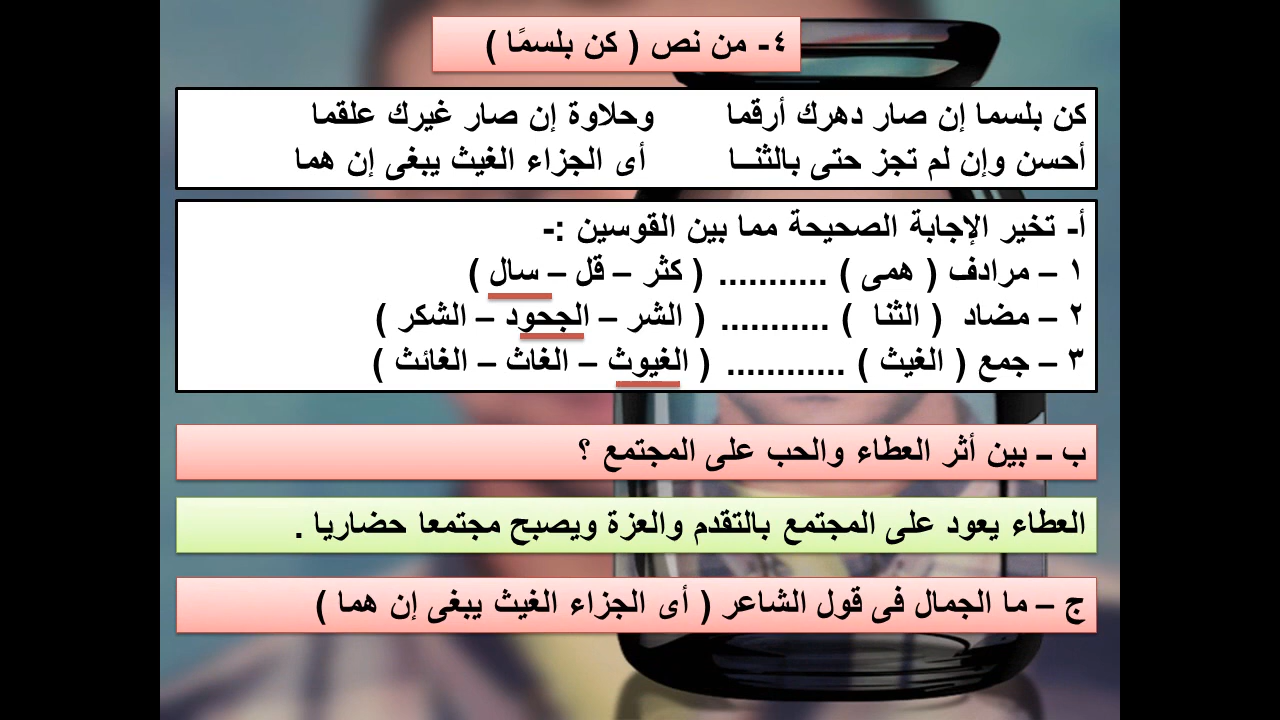 ٤- من نص ( كن بلسمًا )
كن بلسما إن صار دهرك أرقما وحلاوة إن صار غيرك علقما
أحسن وإن لم تجز حتى بالثنــا أى الجزاء الغيث يبغى إن هما
أ- تخير الإجابة الصحيحة مما بين القوسين :-
١ – مرادف ( همى ) ........... ( كثر – قل – سال )
٢ – مضاد ( الثنا ) ........... ( الشر – الجحود – الشكر )
٣ – جمع ( الغيث ) ............ ( الغيوث – الغاث – الغائث )
ب ـ بين أثر العطاء والحب على المجتمع ؟
العطاء يعود على المجتمع بالتقدم والعزة ويصبح مجتمعا حضاريا .
ج – ما الجمال فى قول الشاعر ( أى الجزاء الغيث يبغى إن هما )